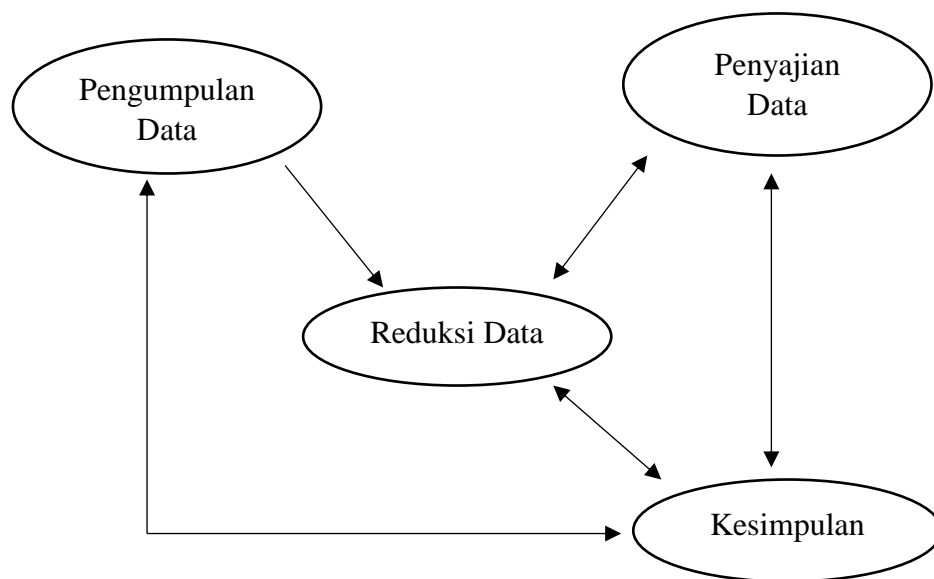 Pengumpulan
Data
Penyajian
Data
Reduksi Data
Kesimpulan